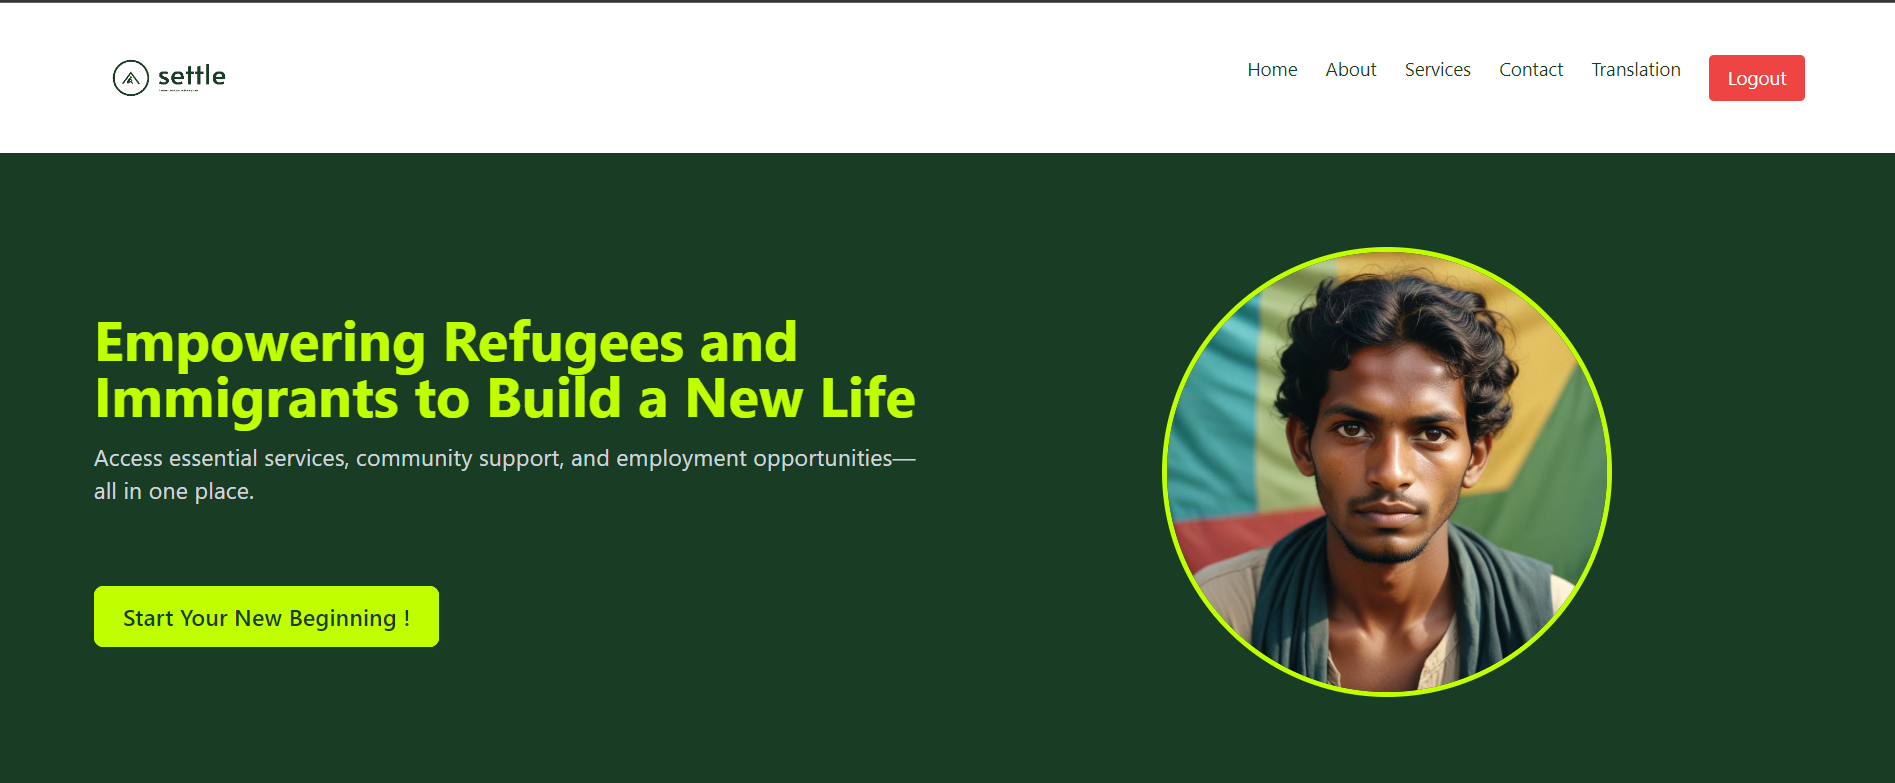 settle
Home About Services Contact Translation Logout
Empowering Refugees and
Immigrants to Build a New Life
Access essential services, community support, and employment opportunities—
all in one place.
Start Your New Beginning !